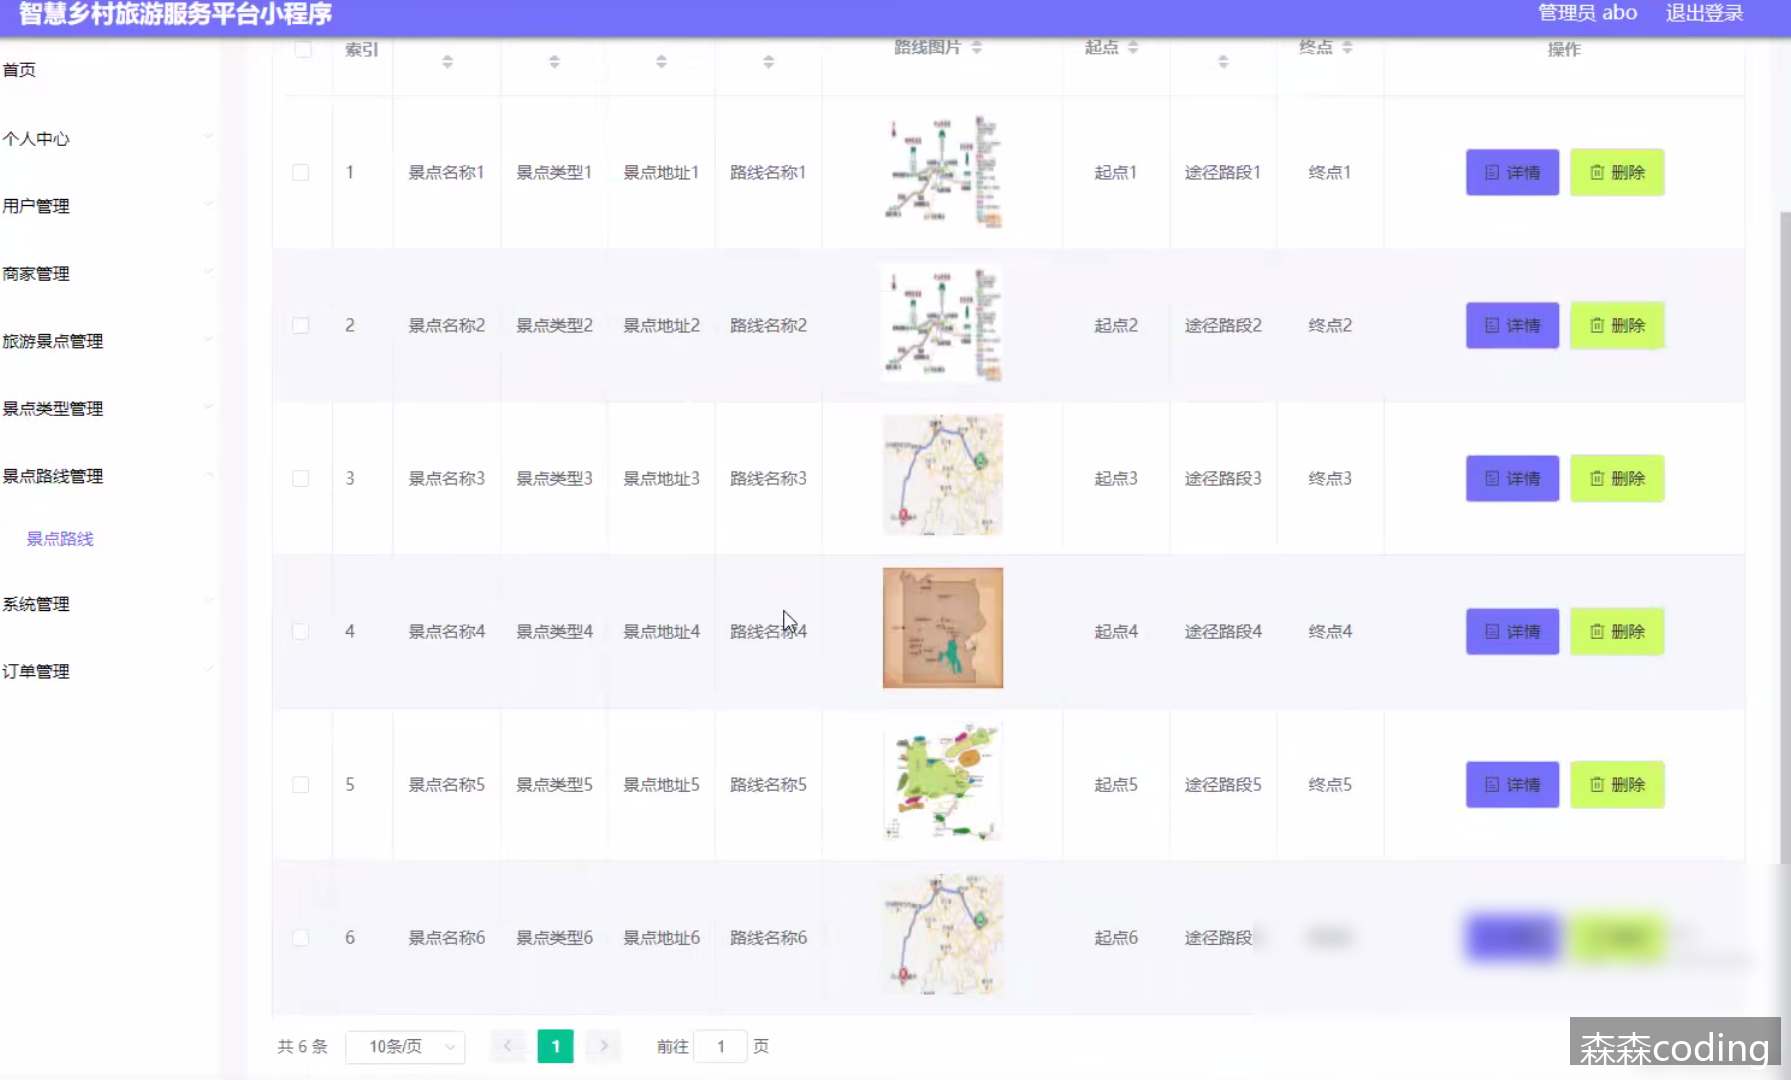 智慧乡村旅游服务平台小程序
管理员 abo
退出登录
首页
个人中心
用户管理
商家管理
旅游景点管理
景点类型管理
景点路线管理
景点路线
系统管理
订单管理
索引 路线图片 起点 终点 操作
1 景点名称1 景点类型1 景点地址1 路线名称1 起点1 途径路段1 终点1 详情 删除
2 景点名称2 景点类型2 景点地址2 路线名称2 起点2 途径路段2 终点2 详情 删除
3 景点名称3 景点类型3 景点地址3 路线名称3 起点3 途径路段3 终点3 详情 删除
4 景点名称4 景点类型4 景点地址4 路线名称4 起点4 途径路段4 终点4 详情 删除
5 景点名称5 景点类型5 景点地址5 路线名称5 起点5 途径路段5 终点5 详情 删除
6 景点名称6 景点类型6 景点地址6 路线名称6 起点6 途径路段
共 6 条 10条/页 1 前往 1 页
森森coding